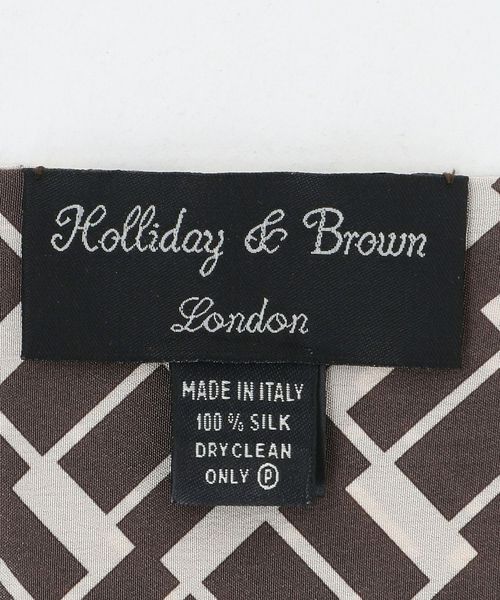 Holliday & Brown
London
MADE IN ITALY
100 % SILK
DRYCLEAN
ONLY Ⓟ